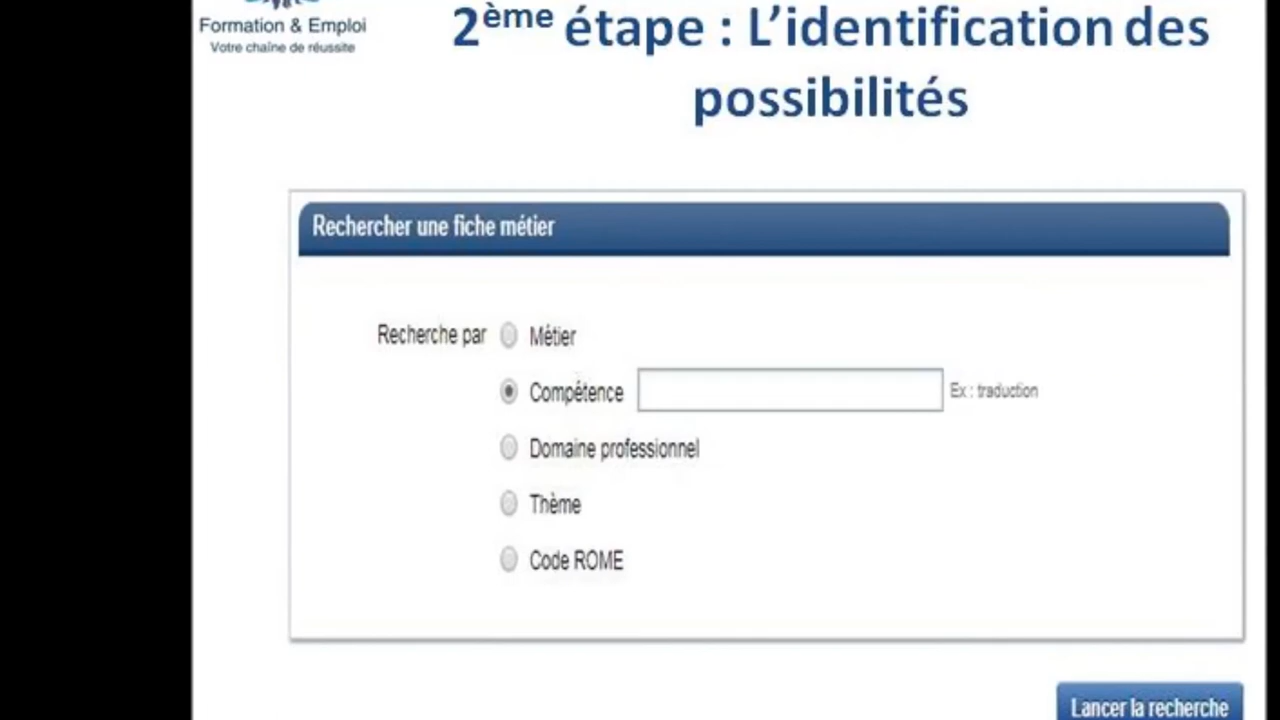 Formation & Emploi
Votre chaîne de réussite
2ème étape : L’identification des
possibilités
Rechercher une fiche métier
Recherche par Métier
Compétence Ex : traduction
Domaine professionnel
Thème
Code ROME
Lancer la recherche